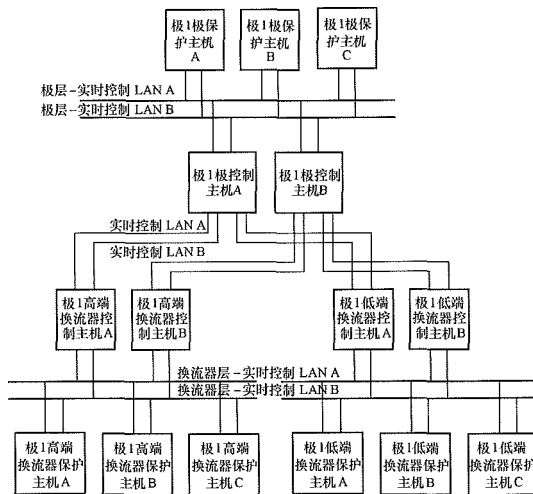 极1极保
护主机
A
极1极保
护主机
B
极1极保
护主机
C
极层-实时控制 LAN A
极层-实时控制 LAN B
极1极控制
主机A
极1极控制
主机B
实时控制 LAN A
实时控制 LAN B
极1高端
换流器控
制主机A
极1高端
换流器控
制主机B
极1低端
换流器控
制主机A
极1低端
换流器控
制主机B
换流器层-实时控制 LAN A
换流器层-实时控制 LAN B
极1高端
换流器保护
主机A
极1高端
换流器保护
主机B
极1高端
换流器保护
主机C
极1低端
换流器保护
主机A
极1低端
换流器保护
主机B
极1低端
换流器保护
主机C